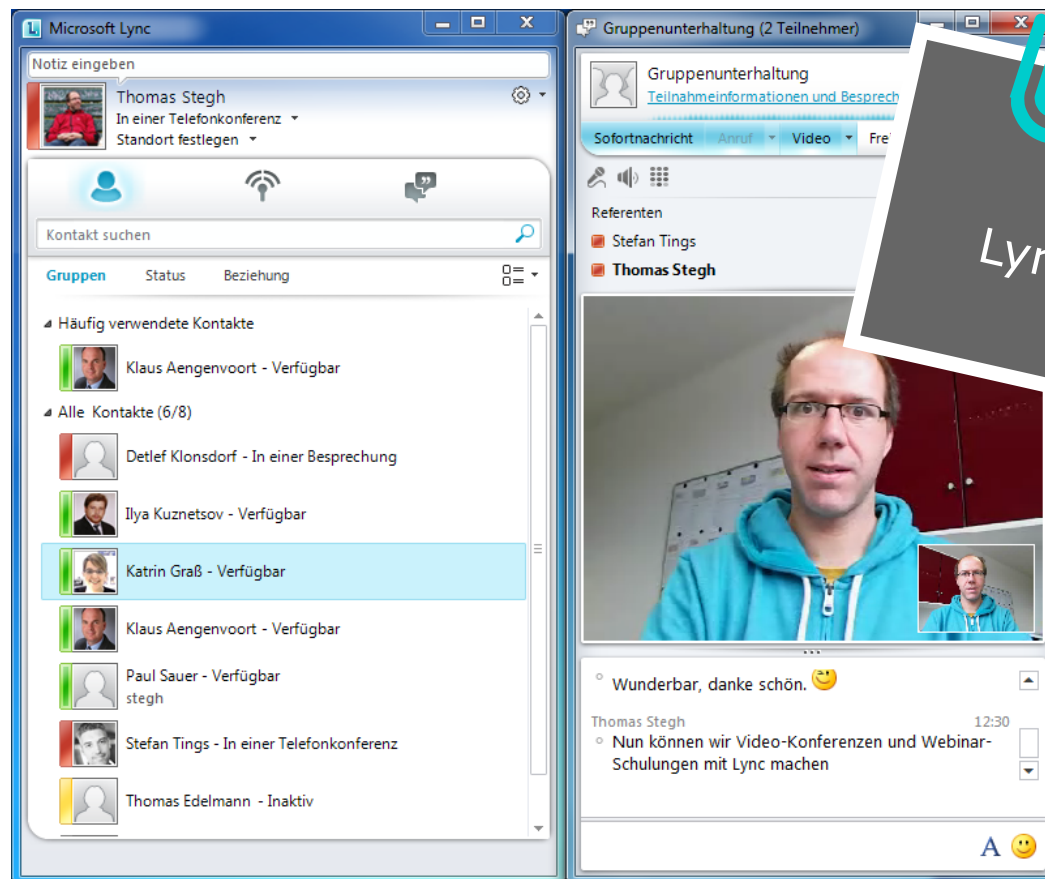 Microsoft Lync
Notiz eingeben
Thomas Stegh
In einer Telefonkonferenz
Standort festlegen
Kontakt suchen
Gruppen Status Beziehung
Häufig verwendete Kontakte
Klaus Aengenvoort - Verfügbar
Alle Kontakte (6/8)
Detlef Klonsdorf - In einer Besprechung
Ilya Kuznetsov - Verfügbar
Katrin Graß - Verfügbar
Klaus Aengenvoort - Verfügbar
Paul Sauer - Verfügbar
stegh
Stefan Tings - In einer Telefonkonferenz
Thomas Edelmann - Inaktiv
Gruppenunterhaltung (2 Teilnehmer)
Gruppenunterhaltung
Teilnahmeinformationen und Besprech
Sofortnachricht Anruf Video Fre
Referenten
Stefan Tings
Thomas Stegh
Wunderbar, danke schön.
Thomas Stegh 12:30
Nun können wir Video-Konferenzen und Webinar-
Schulungen mit Lync machen
A